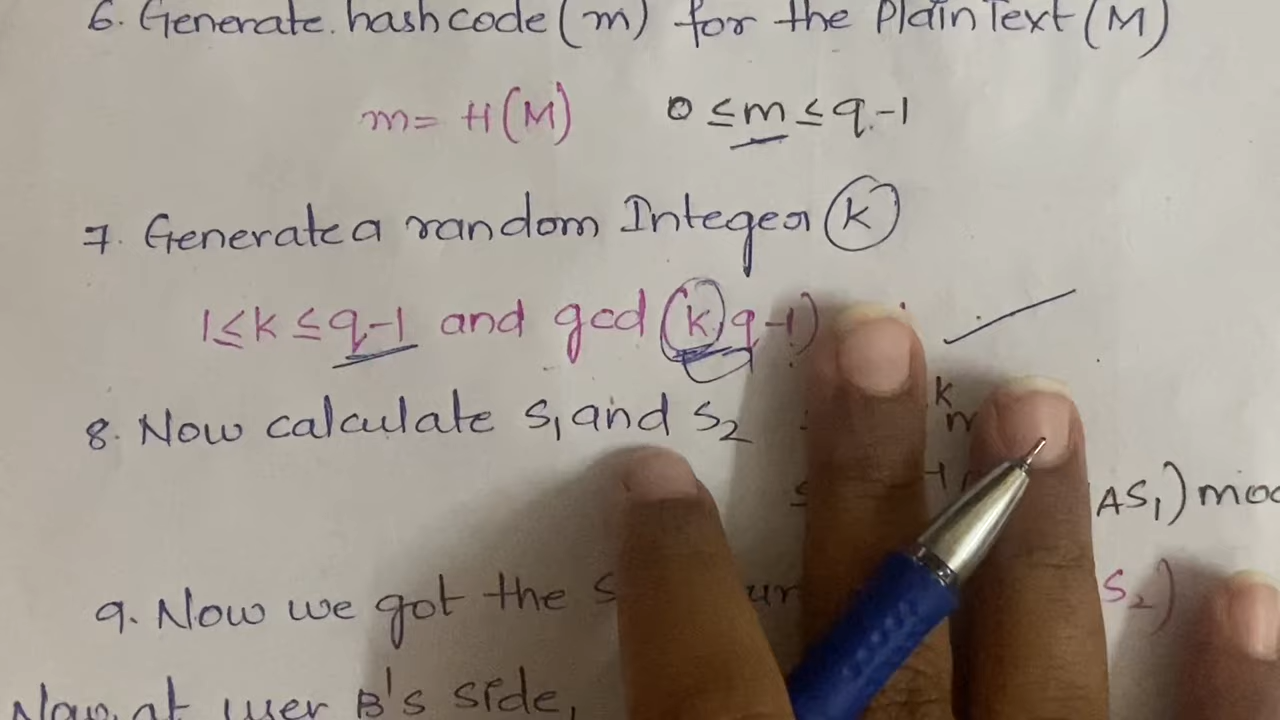 6. Generate. hashcode (m) for the PlainText (M)
m= H(M) 0 ≤ m ≤ q-1
7. Generate a random Integer k
1≤k≤q-1 and gcd (k,q-1)
8. Now calculate S₁ and S₂ k
m
AS₁) mod
9. Now we got the S₂)
Now at user B's side,